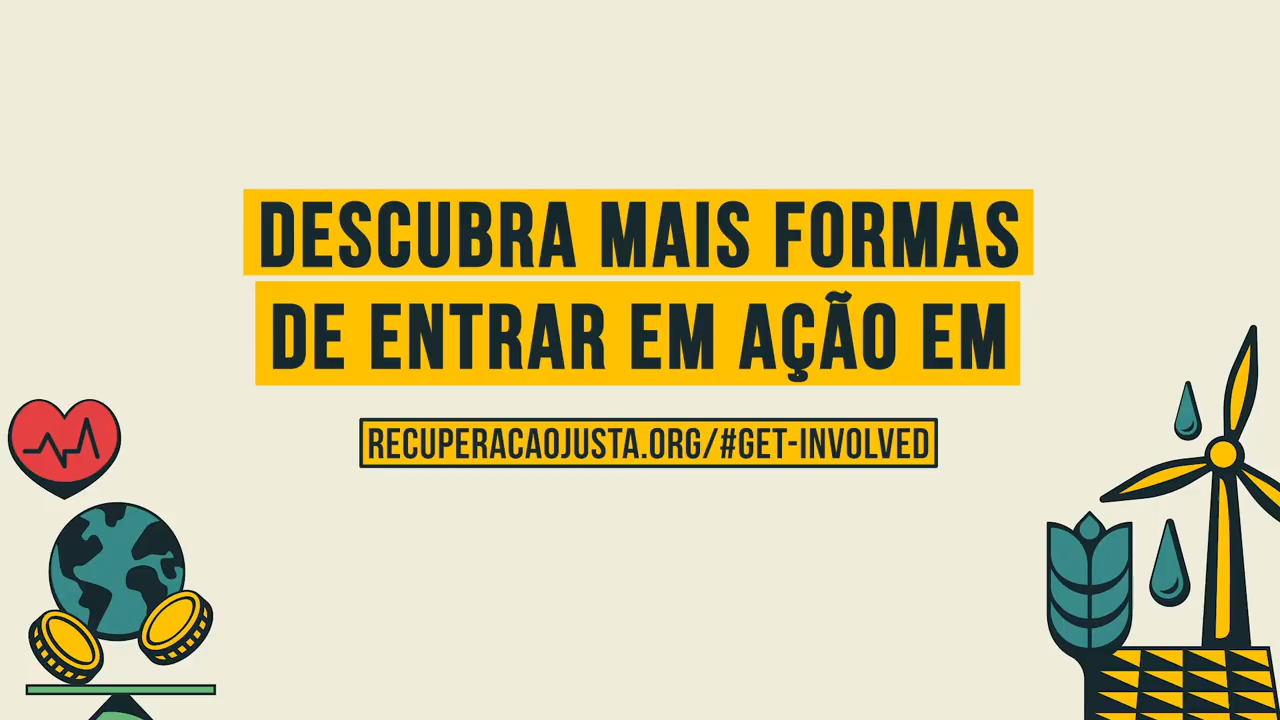 DESCUBRA MAIS FORMAS
DE ENTRAR EM AÇÃO EM
RECUPERACAOJUSTA.ORG/#GET-INVOLVED